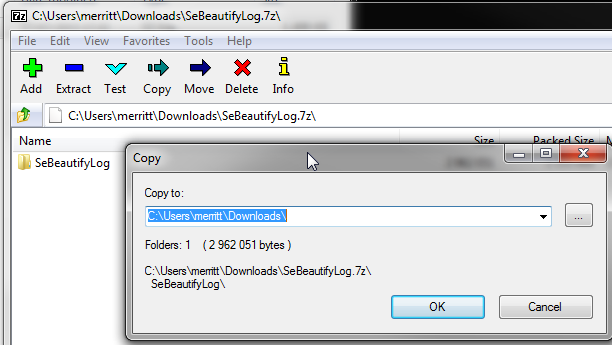 7z C:\Users\merritt\Downloads\SeBeautifyLog.7z\
File Edit View Favorites Tools Help
Add Extract Test Copy Move Delete Info
C:\Users\merritt\Downloads\SeBeautifyLog.7z\
Name Size Packed Size M
SeBeautifyLog
Copy
Copy to:
C:\Users\merritt\Downloads\
...
Folders: 1 ( 2 962 051 bytes )
C:\Users\merritt\Downloads\SeBeautifyLog.7z\
SeBeautifyLog\
OK Cancel